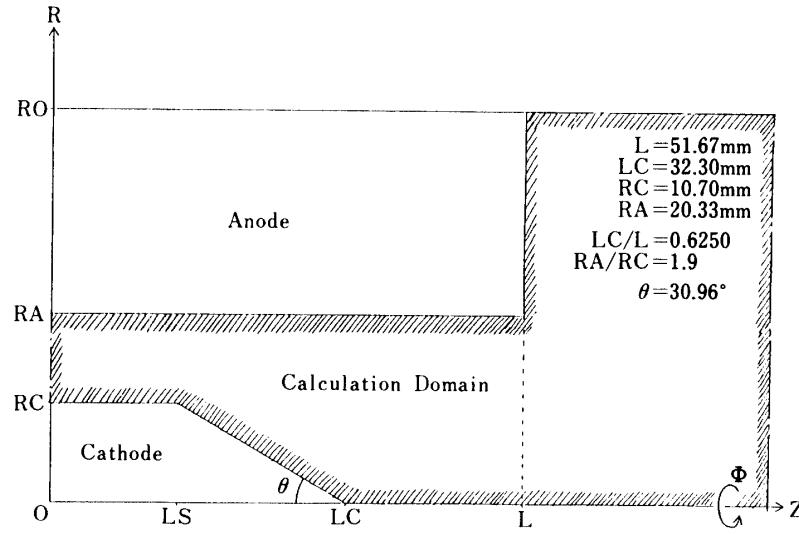 R
RO
L=51.67mm
LC=32.30mm
RC=10.70mm
RA=20.33mm
LC/L=0.6250
RA/RC=1.9
θ=30.96°
Anode
RA
Calculation Domain
RC
Cathode
θ
Φ
O
LS
LC
L
Z